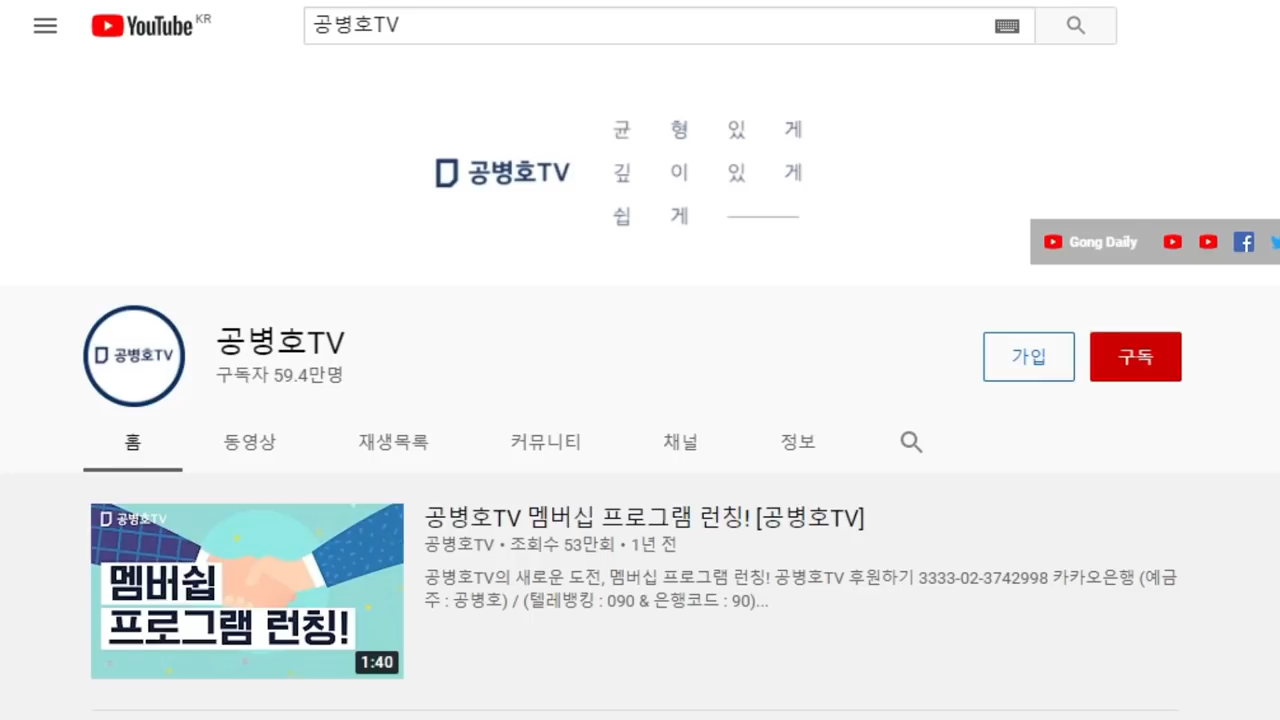 YouTube KR
공병호TV
균 형 있 게
공병호TV
깊 이 있 게
쉽 게
Gong Daily
공병호TV
공병호TV
구독자 59.4만명
가입
구독
홈
동영상
재생목록
커뮤니티
채널
정보
공병호TV
멤버쉽
프로그램 런칭!
1:40
공병호TV 멤버십 프로그램 런칭! [공병호TV]
공병호TV • 조회수 53만회 • 1년 전
공병호TV의 새로운 도전, 멤버십 프로그램 런칭! 공병호TV 후원하기 3333-02-3742998 카카오은행 (예금
주 : 공병호) / (텔레뱅킹 : 090 & 은행코드 : 90)...